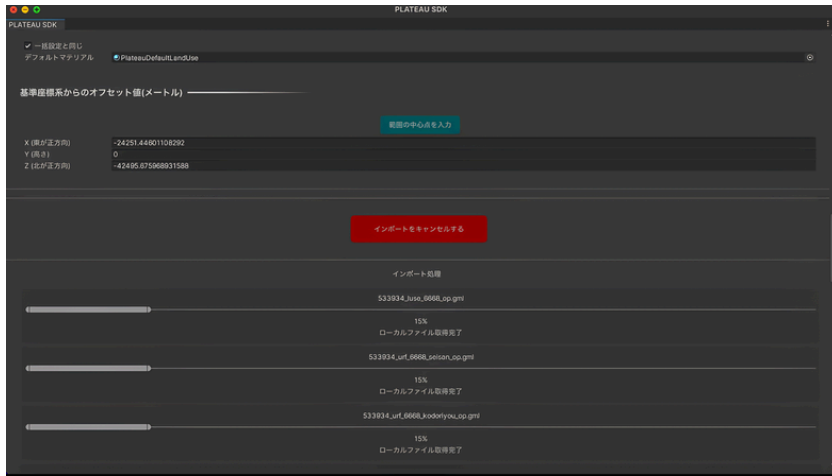 PLATEAU SDK
PLATEAU SDK
一括設定と同じ
デフォルトマテリアル
PlateauDefaultLandUse
基準座標系からのオフセット値(メートル)
範囲の中心点を入力
X (東が正方向) -24251.44601108292
Y (高さ) 0
Z (北が正方向) -42495.675968931588
インポートをキャンセルする
インポート処理
533934_luse_6668_op.gml
15%
ローカルファイル取得完了
533934_urf_6668_seisan_op.gml
15%
ローカルファイル取得完了
533934_urf_6668_kodoriyou_op.gml
15%
ローカルファイル取得完了